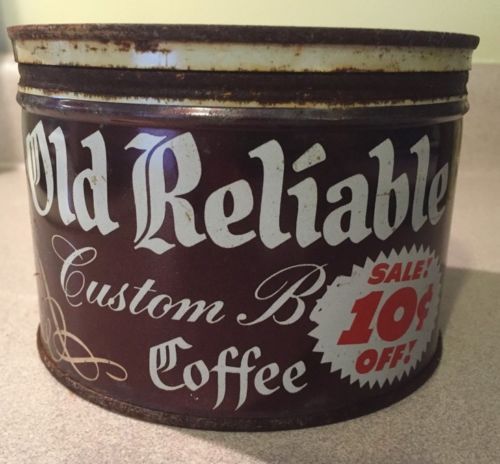 Old Reliable
Custom B
Coffee
SALE!
10¢
OFF!